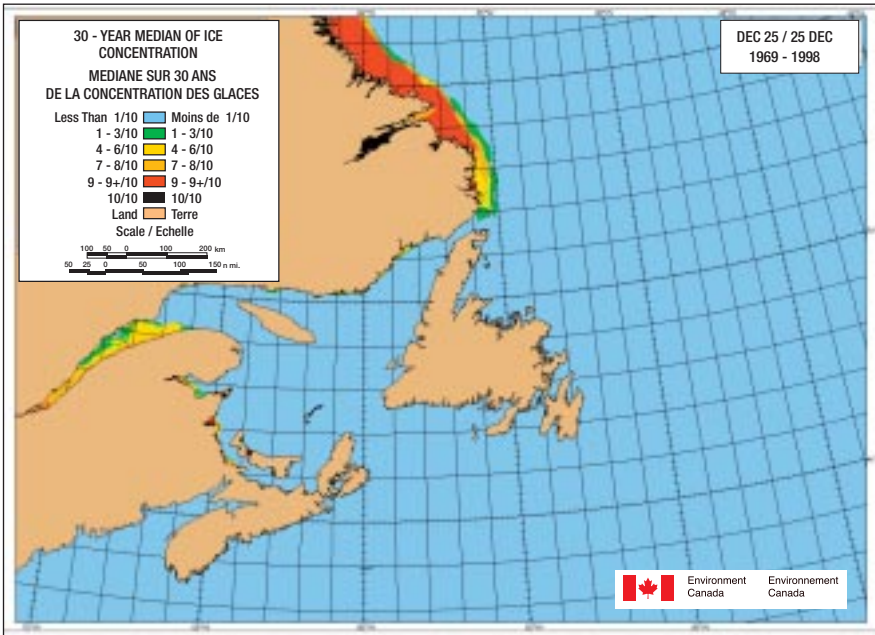 30 - YEAR MEDIAN OF ICE
CONCENTRATION
MEDIANE SUR 30 ANS
DE LA CONCENTRATION DES GLACES
Less Than 1/10 Moins de 1/10
1 - 3/10 1 - 3/10
4 - 6/10 4 - 6/10
7 - 8/10 7 - 8/10
9 - 9+/10 9 - 9+/10
10/10 10/10
Land Terre
Scale / Echelle
100 50 0 100 200 km
50 25 0 50 100 150 n mi.
DEC 25 / 25 DEC
1969 - 1998
Environment Environnement
Canada Canada